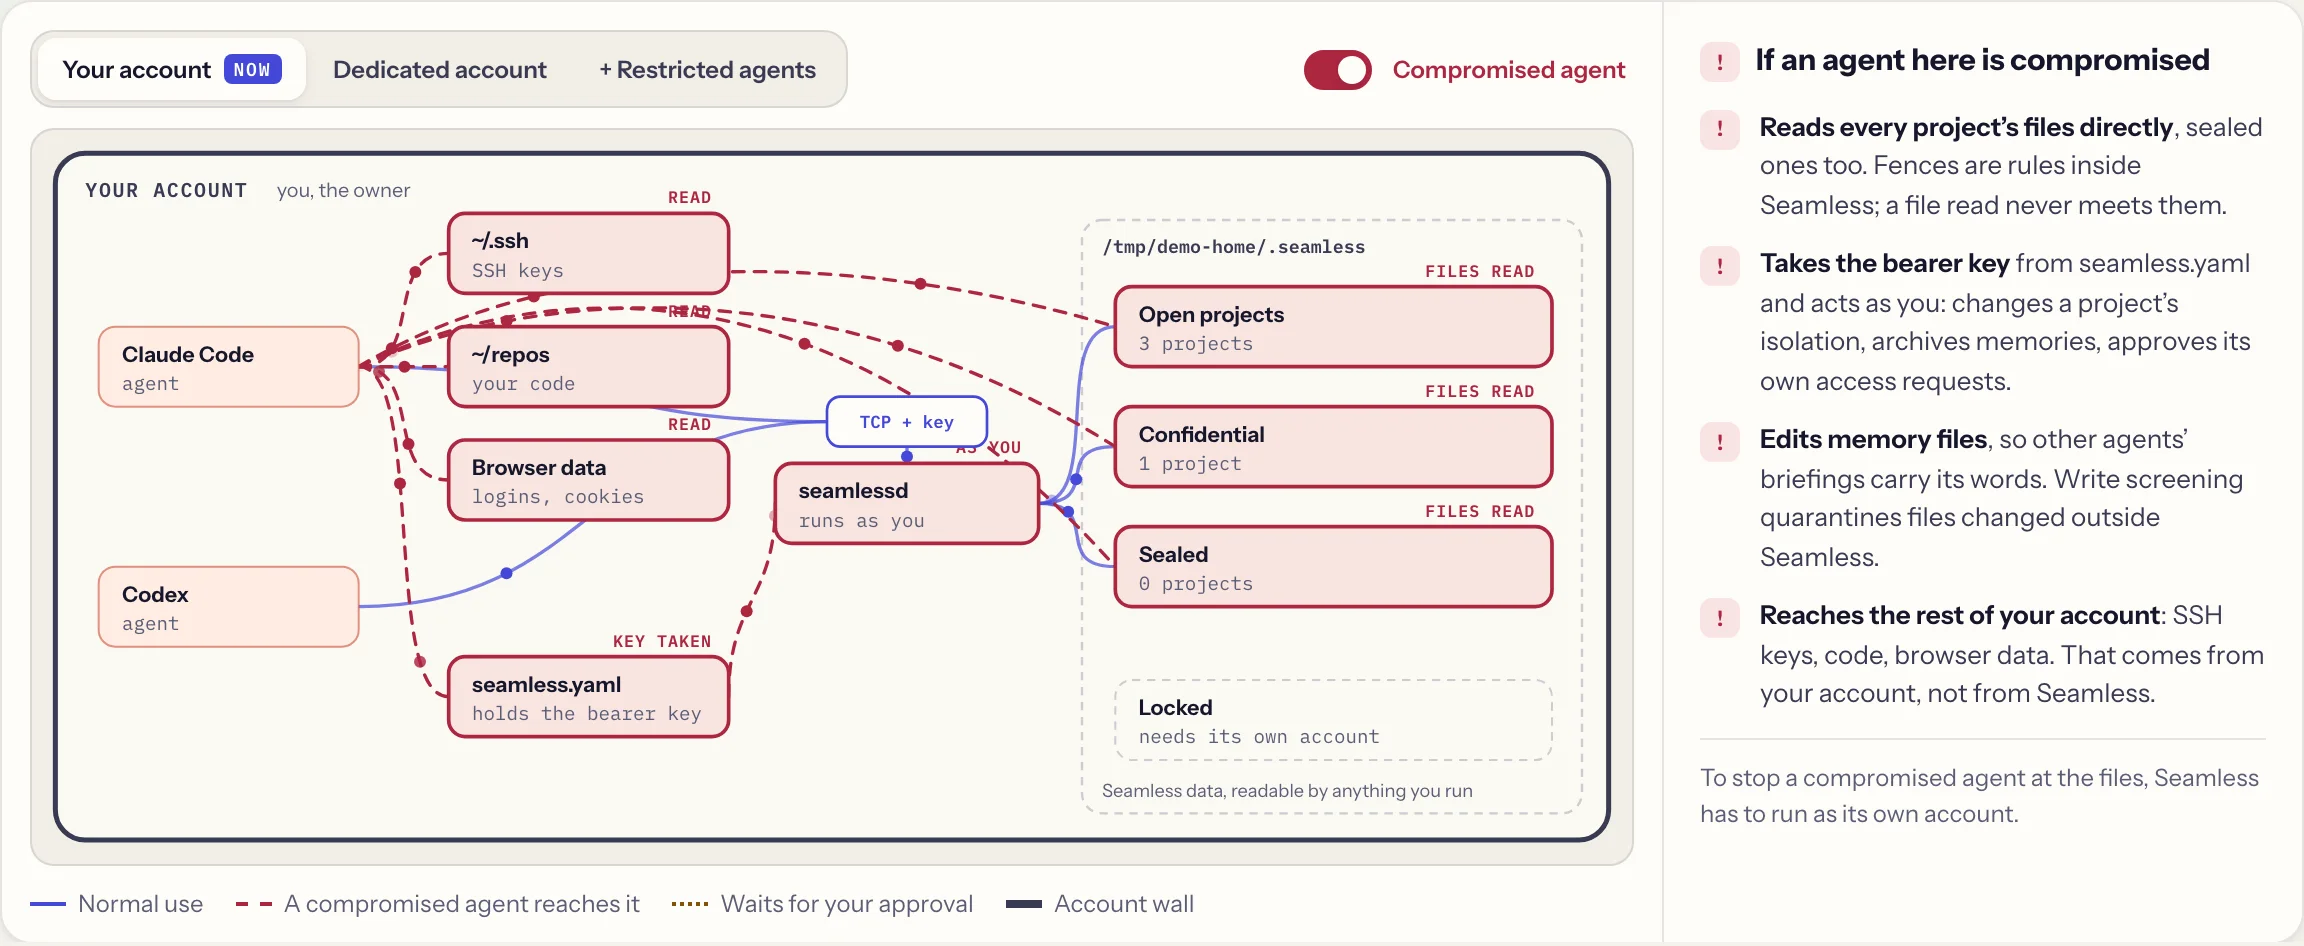 Your account NOW
Dedicated account
+ Restricted agents
Compromised agent
YOUR ACCOUNT you, the owner
READ
~/.ssh
SSH keys
READ
~/repos
your code
READ
Browser data
logins, cookies
KEY TAKEN
seamless.yaml
holds the bearer key
Claude Code
agent
Codex
agent
TCP + key
AS YOU
seamlessd
runs as you
/tmp/demo-home/.seamless
FILES READ
Open projects
3 projects
FILES READ
Confidential
1 project
FILES READ
Sealed
0 projects
Locked
needs its own account
Seamless data, readable by anything you run
Normal use
A compromised agent reaches it
Waits for your approval
Account wall
! If an agent here is compromised
! Reads every project’s files directly, sealed
ones too. Fences are rules inside
Seamless; a file read never meets them.
! Takes the bearer key from seamless.yaml
and acts as you: changes a project’s
isolation, archives memories, approves its
own access requests.
! Edits memory files, so other agents’
briefings carry its words. Write screening
quarantines files changed outside
Seamless.
! Reaches the rest of your account: SSH
keys, code, browser data. That comes from
your account, not from Seamless.
To stop a compromised agent at the files, Seamless
has to run as its own account.